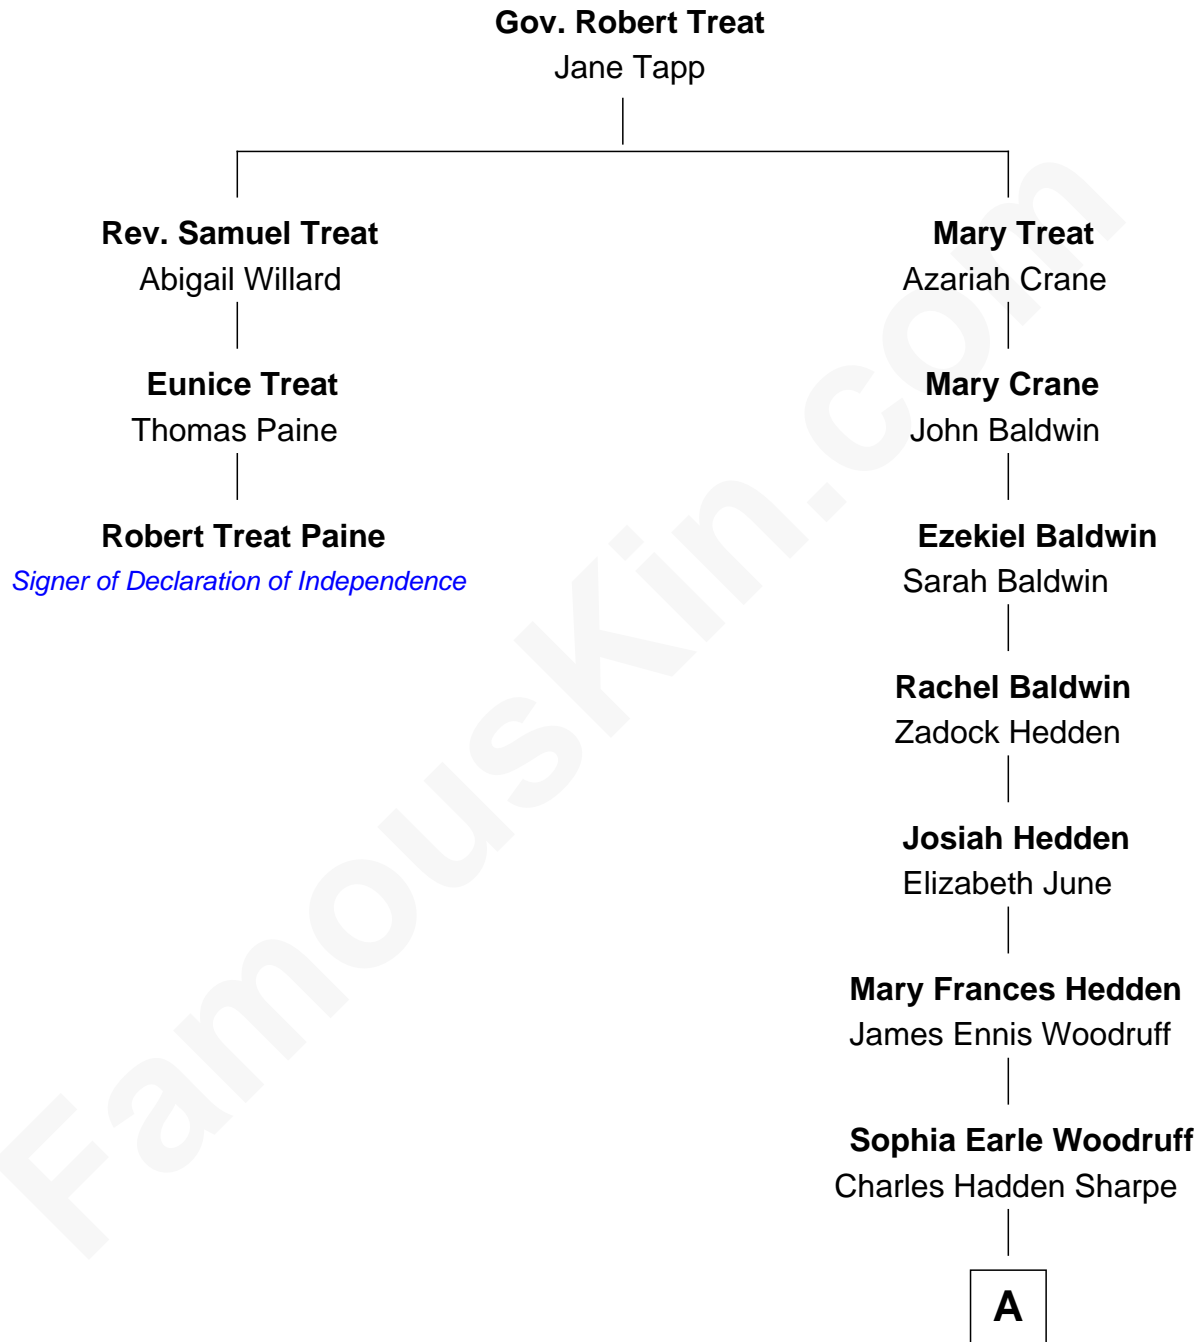 Gov. Robert Treat
Jane Tapp
Rev. Samuel Treat
Abigail Willard
Eunice Treat
Thomas Paine
Robert Treat Paine
Signer of Declaration of Independence
Mary Treat
Azariah Crane
Mary Crane
John Baldwin
Ezekiel Baldwin
Sarah Baldwin
Rachel Baldwin
Zadock Hedden
Josiah Hedden
Elizabeth June
Mary Frances Hedden
James Ennis Woodruff
Sophia Earle Woodruff
Charles Hadden Sharpe
A
FamousKin.com